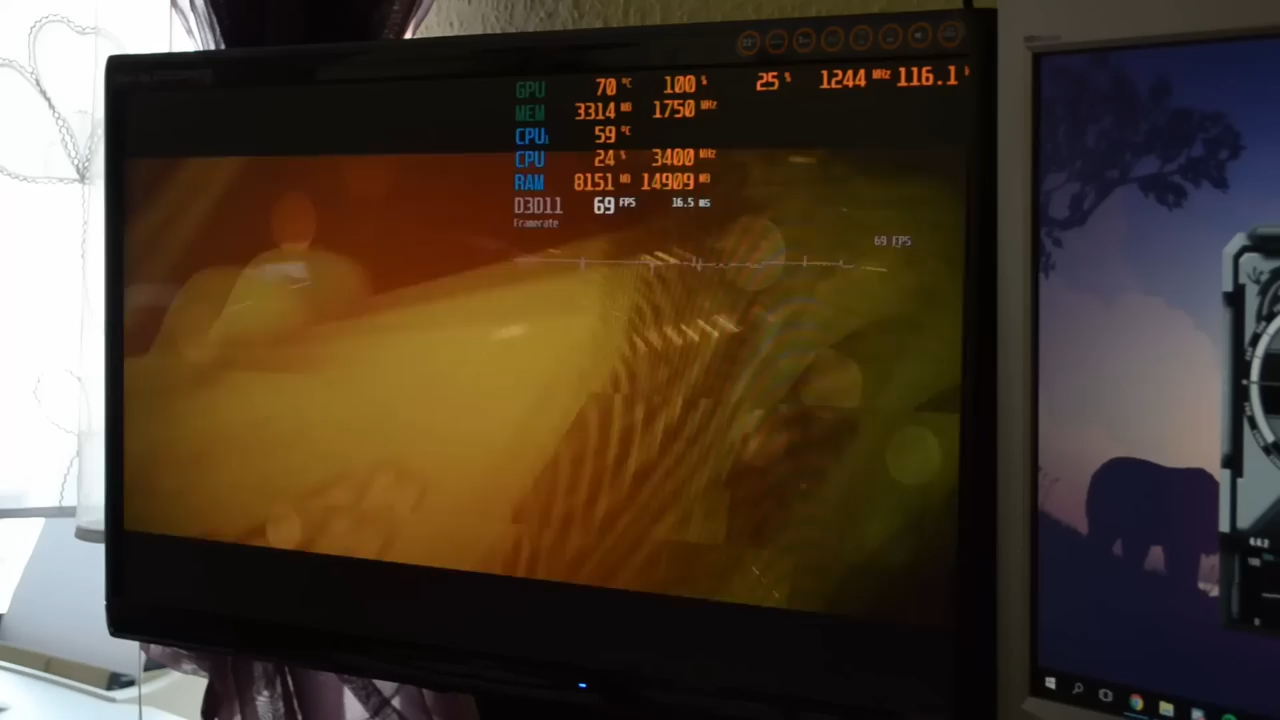 GPU 70 °C 100 % 25 % 1244 MHz 116.1
MEM 3314 MB 1750 MHz
CPU1 59 °C
CPU 24 % 3400 MHz
RAM 8151 MB 14909 MB
D3D11 69 FPS 16.5 ms
Framerate
69 FPS